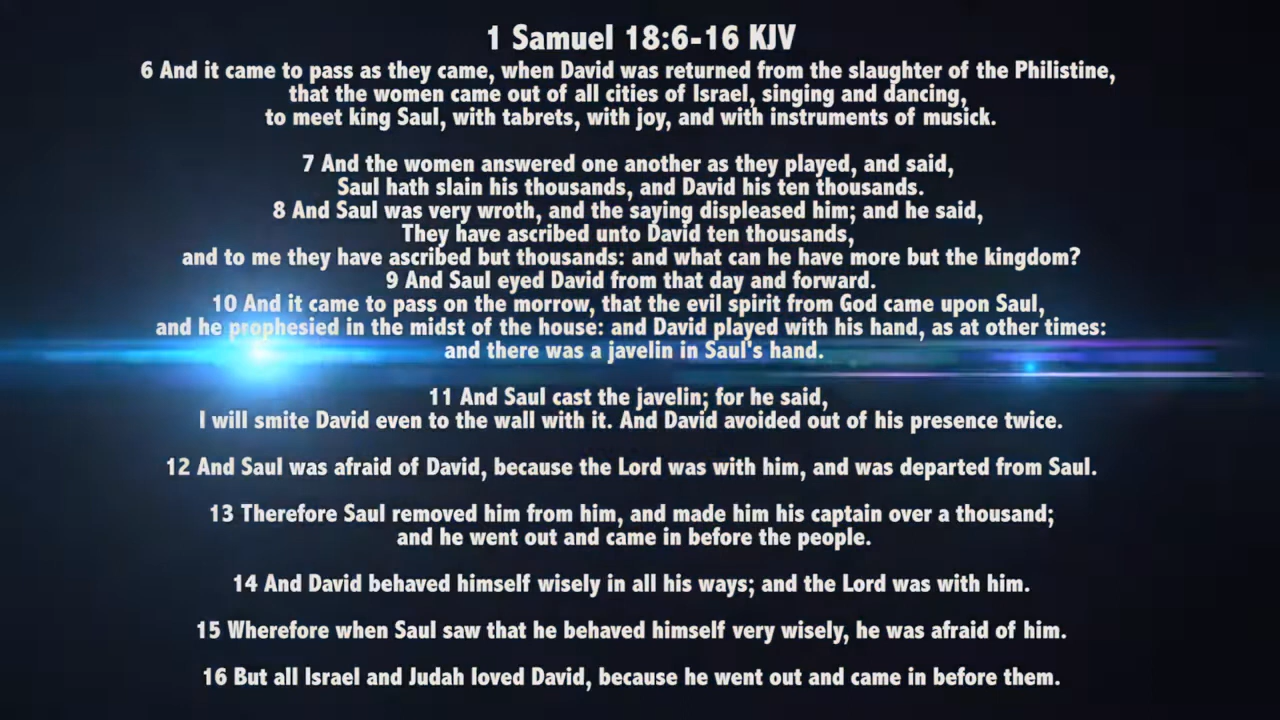 1 Samuel 18:6-16 KJV
6 And it came to pass as they came, when David was returned from the slaughter of the Philistine,
that the women came out of all cities of Israel, singing and dancing,
to meet king Saul, with tabrets, with joy, and with instruments of musick.
7 And the women answered one another as they played, and said,
Saul hath slain his thousands, and David his ten thousands.
8 And Saul was very wroth, and the saying displeased him; and he said,
They have ascribed unto David ten thousands,
and to me they have ascribed but thousands: and what can he have more but the kingdom?
9 And Saul eyed David from that day and forward.
10 And it came to pass on the morrow, that the evil spirit from God came upon Saul,
and he prophesied in the midst of the house: and David played with his hand, as at other times:
and there was a javelin in Saul's hand.
11 And Saul cast the javelin; for he said,
I will smite David even to the wall with it. And David avoided out of his presence twice.
12 And Saul was afraid of David, because the Lord was with him, and was departed from Saul.
13 Therefore Saul removed him from him, and made him his captain over a thousand;
and he went out and came in before the people.
14 And David behaved himself wisely in all his ways; and the Lord was with him.
15 Wherefore when Saul saw that he behaved himself very wisely, he was afraid of him.
16 But all Israel and Judah loved David, because he went out and came in before them.